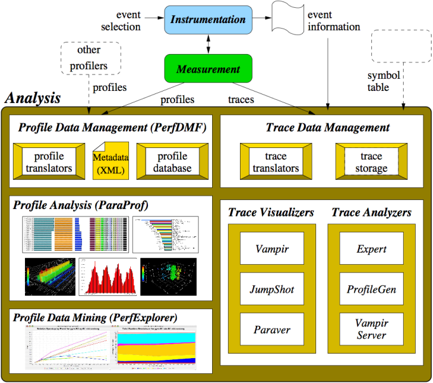 event
selection
Instrumentation
event
information
other
profilers
Measurement
symbol
table
profiles
Analysis
profiles
traces
Profile Data Management (PerfDMF)
profile
translators
Metadata
(XML)
profile
database
Trace Data Management
trace
translators
trace
storage
Profile Analysis (ParaProf)
Trace Visualizers
Vampir
JumpShot
Paraver
Trace Analyzers
Expert
ProfileGen
Vampir
Server
Profile Data Mining (PerfExplorer)